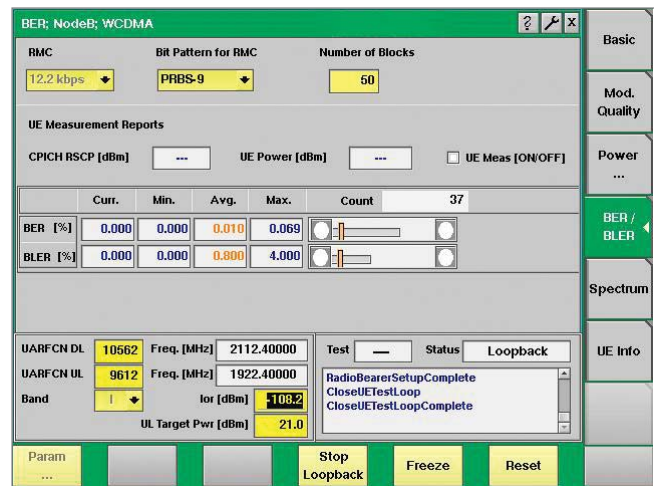 BER; NodeB; WCDMA ? x
RMC Bit Pattern for RMC Number of Blocks
12.2 kbps PRBS-9 50
UE Measurement Reports
CPICH RSCP [dBm] --- UE Power [dBm] --- UE Meas [ON/OFF]
Curr. Min. Avg. Max. Count 37
BER [%] 0.000 0.000 0.010 0.069
BLER [%] 0.000 0.000 0.800 4.000
UARFCN DL 10562 Freq. [MHz] 2112.40000
UARFCN UL 9612 Freq. [MHz] 1922.40000
Band I Ior [dBm] -108.2
UL Target Pwr [dBm] 21.0
Test — Status Loopback
RadioBearerSetupComplete
CloseUETestLoop
CloseUETestLoopComplete
Param
...
Stop
Loopback
Freeze
Reset
Basic
Mod.
Quality
Power
...
BER /
BLER
Spectrum
UE Info